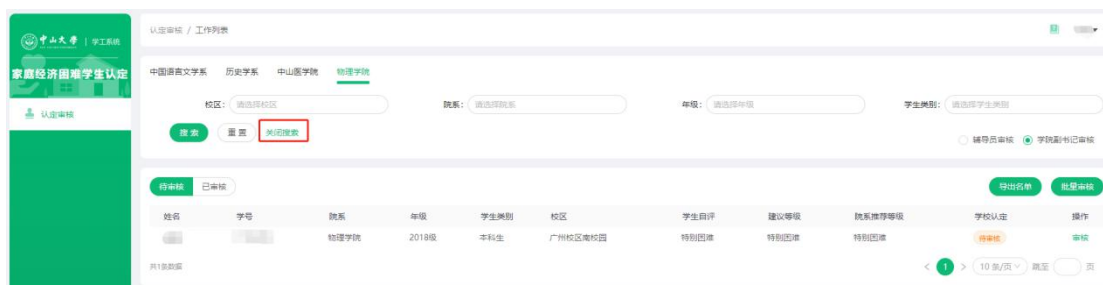 中山大学 | 学工系统
家庭经济困难学生认定
认定审核
认定审核 / 工作列表
中国语言文学系 历史学系 中山医学院 物理学院
校区: 请选择校区 院系: 请选择院系 年级: 请选择年级 学生类别: 请选择学生类别
搜索 重置 关闭搜索
辅导员审核 学院副书记审核
待审核 已审核 导出名单 批量审核
姓名 学号 院系 年级 学生类别 校区 学生自评 建议等级 院系推荐等级 学校认定 操作
物理学院 2018级 本科生 广州校区南校园 特别困难 特别困难 特别困难 待审核 审核
共1条数据 < 1 > 10 条/页 跳至 页